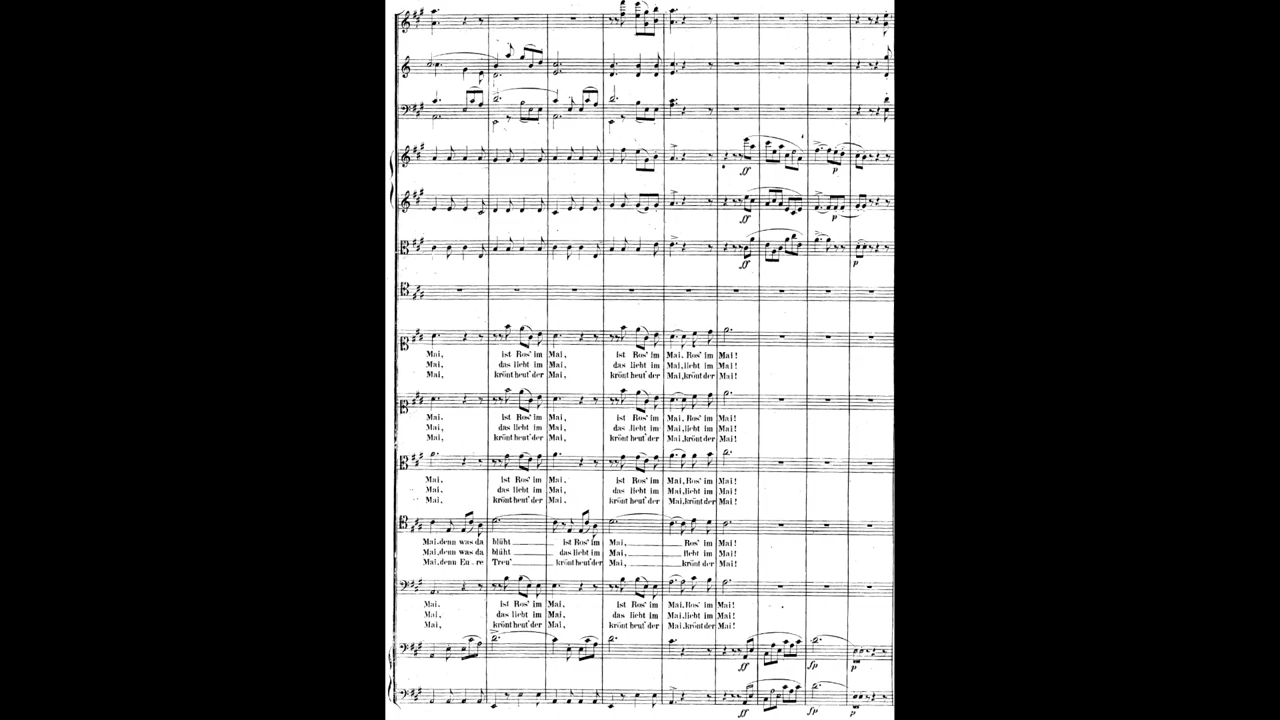 ff p
ff p
ff p
Mai, ist Ros' im Mai, ist Ros' im Mai, Ros' im Mai!
Mai, das liebt im Mai, das liebt im Mai, liebt im Mai!
Mai, krönt heut' der Mai, krönt heut' der Mai, krönt der Mai!
Mai. ist Ros' im Mai, ist Ros' im Mai, Ros' im Mai!
Mai, das liebt im Mai, das liebt im Mai, liebt im Mai!
Mai, krönt heut' der Mai, krönt heut' der Mai, krönt der Mai!
Mai, ist Ros' im Mai, ist Ros' im Mai, Ros' im Mai!
Mai, das liebt im Mai, das liebt im Mai, liebt im Mai!
Mai, krönt heut' der Mai, krönt heut' der Mai, krönt der Mai!
Mai, denn was da blüht ist Ros' im Mai, Ros' im Mai!
Mai, denn was da blüht das liebt im Mai, liebt im Mai!
Mai, denn Eu-re Treu' krönt heut' der Mai, krönt der Mai!
Mai. ist Ros' im Mai, ist Ros' im Mai. Ros' im Mai!
Mai, das liebt im Mai, das liebt im Mai, liebt im Mai!
Mai, krönt heut' der Mai, krönt heut' der Mai, krönt der Mai!
ff fp p
ff fp p